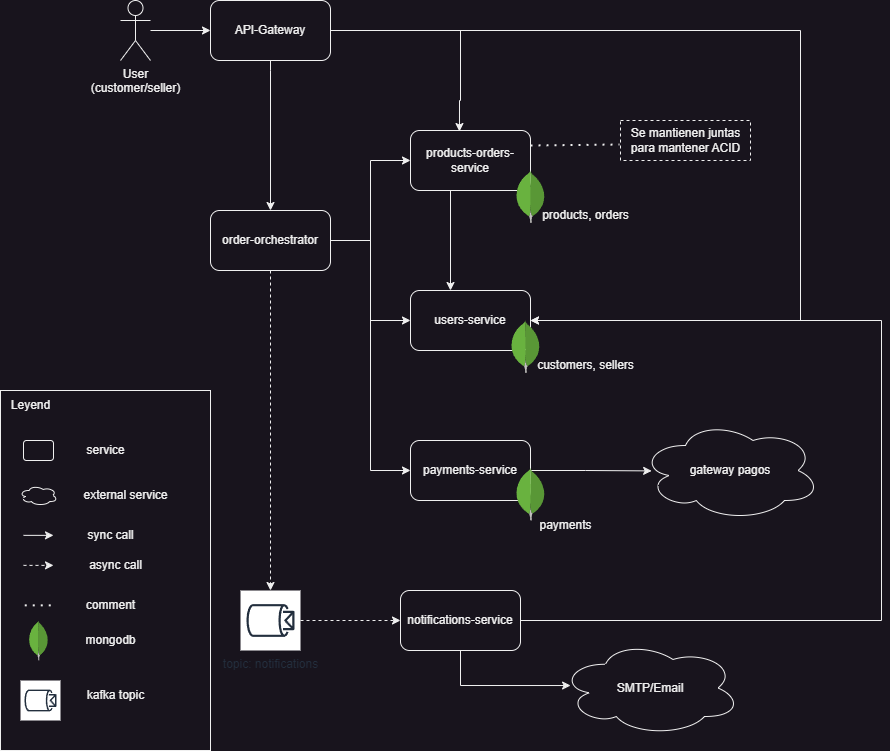 API-Gateway
User
(customer/seller)
Se mantienen juntas
para mantener ACID
products-orders-
service
products, orders
order-orchestrator
users-service
customers, sellers
Leyend
service
external service
sync call
async call
comment
mongodb
kafka topic
payments-service
gateway pagos
payments
notifications-service
topic: notifications
SMTP/Email